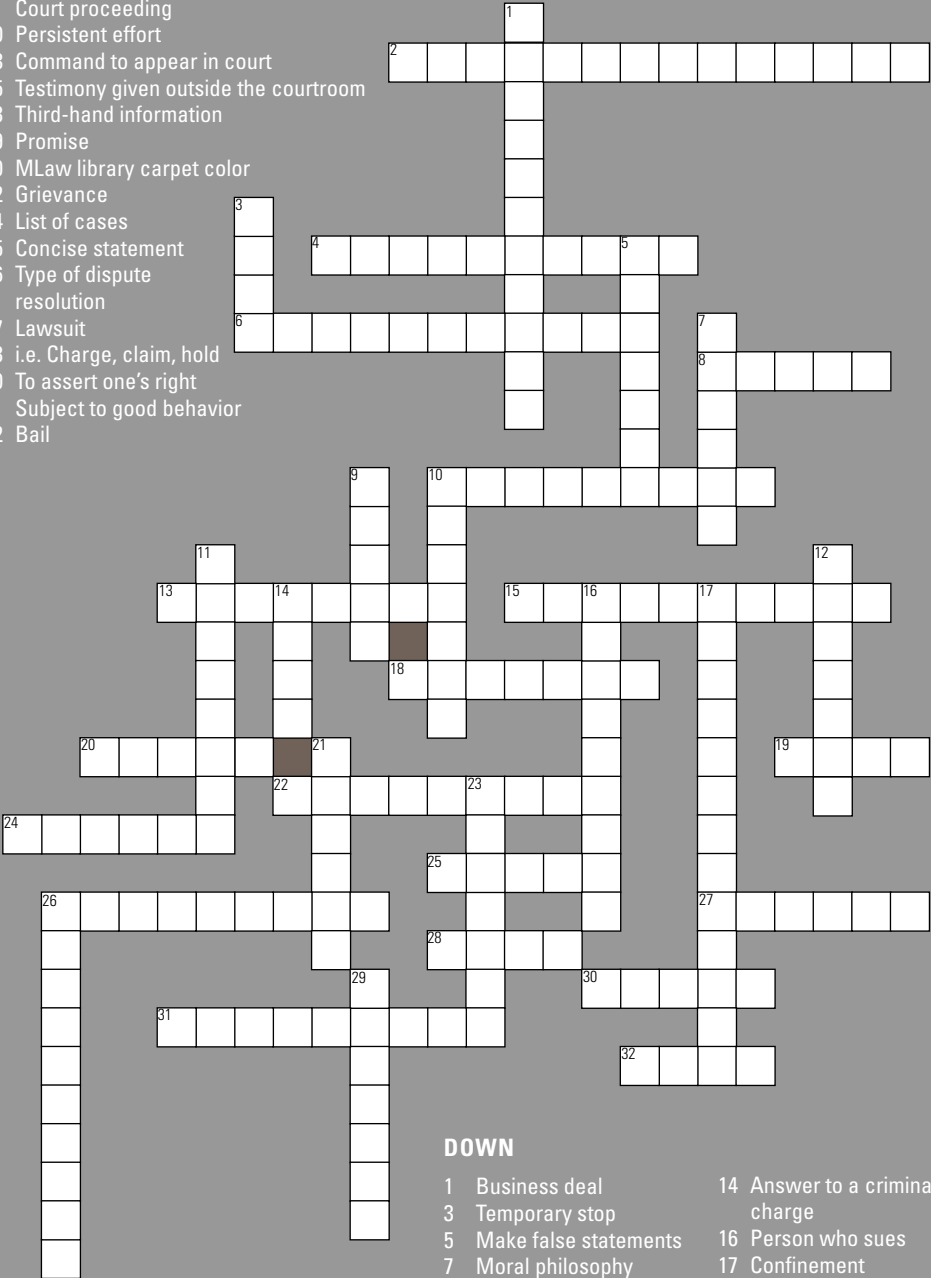 Court proceeding
Persistent effort
Command to appear in court
Testimony given outside the courtroom
Third-hand information
Promise
MLaw library carpet color
Grievance
List of cases
Concise statement
Type of dispute
resolution
Lawsuit
i.e. Charge, claim, hold
To assert one's right
Subject to good behavior
Bail
1
2
3
4 5
6 7
8
9 10
11 12
13 14 15 16 17
18
20 21 19
22 23
24
25
26 27
28
29 30
31
32
DOWN
1 Business deal
3 Temporary stop
5 Make false statements
7 Moral philosophy
14 Answer to a crimina
charge
16 Person who sues
17 Confinement